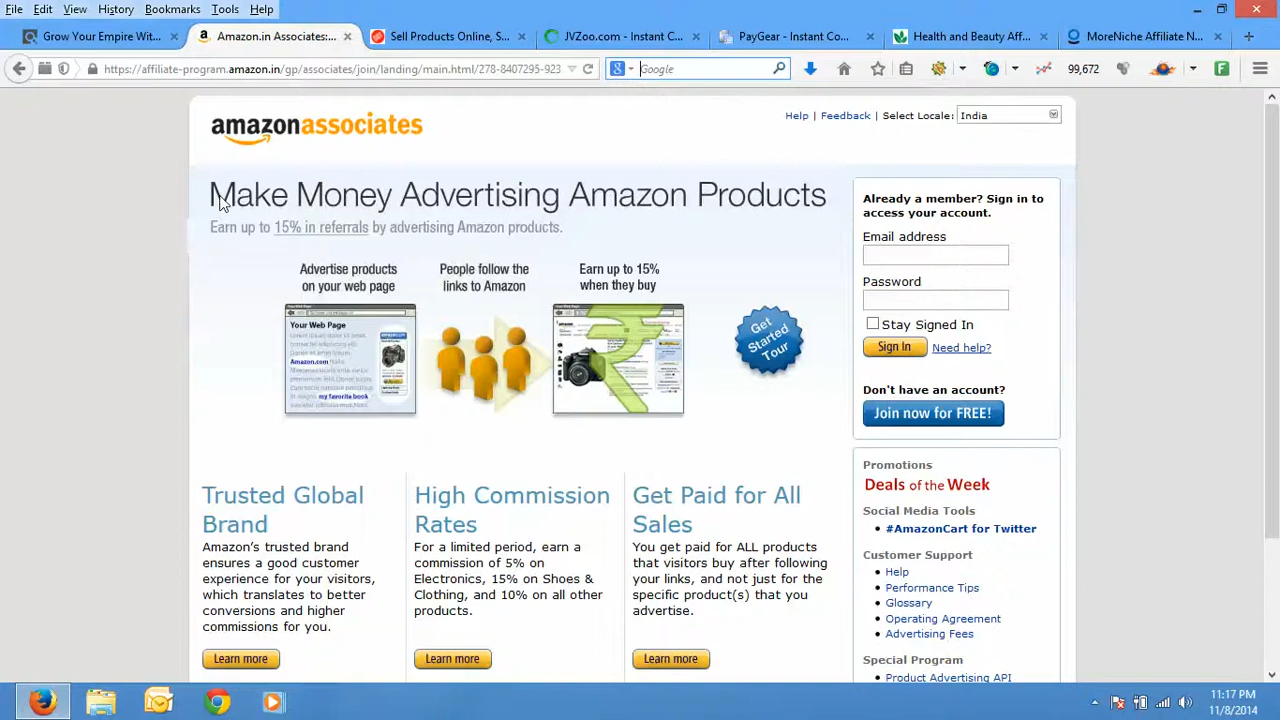 File Edit View History Bookmarks Tools Help
Grow Your Empire Wit...
Amazon.in Associates:...
Sell Products Online, S...
JVZoo.com - Instant C...
PayGear - Instant Co...
Health and Beauty Aff...
MoreNiche Affiliate N...
https://affiliate-program.amazon.in/gp/associates/join/landing/main.html/278-8407295-923
Google
99,672
amazonassociates
Help | Feedback | Select Locale: India
Make Money Advertising Amazon Products
Earn up to 15% in referrals by advertising Amazon products.
Advertise products
on your web page
People follow the
links to Amazon
Earn up to 15%
when they buy
Your Web Page
Amazon.com
my favorite book
Get
Started
Tour
Already a member? Sign in to
access your account.
Email address
Password
Stay Signed In
Sign In Need help?
Don't have an account?
Join now for FREE!
Trusted Global
Brand
Amazon's trusted brand
ensures a good customer
experience for your visitors,
which translates to better
conversions and higher
commissions for you.
Learn more
High Commission
Rates
For a limited period, earn a
commission of 5% on
Electronics, 15% on Shoes &
Clothing, and 10% on all other
products.
Learn more
Get Paid for All
Sales
You get paid for ALL products
that visitors buy after following
your links, and not just for the
specific product(s) that you
advertise.
Learn more
Promotions
Deals of the Week
Social Media Tools
#AmazonCart for Twitter
Customer Support
Help
Performance Tips
Glossary
Operating Agreement
Advertising Fees
Special Program
Product Advertising API
11:17 PM
11/8/2014